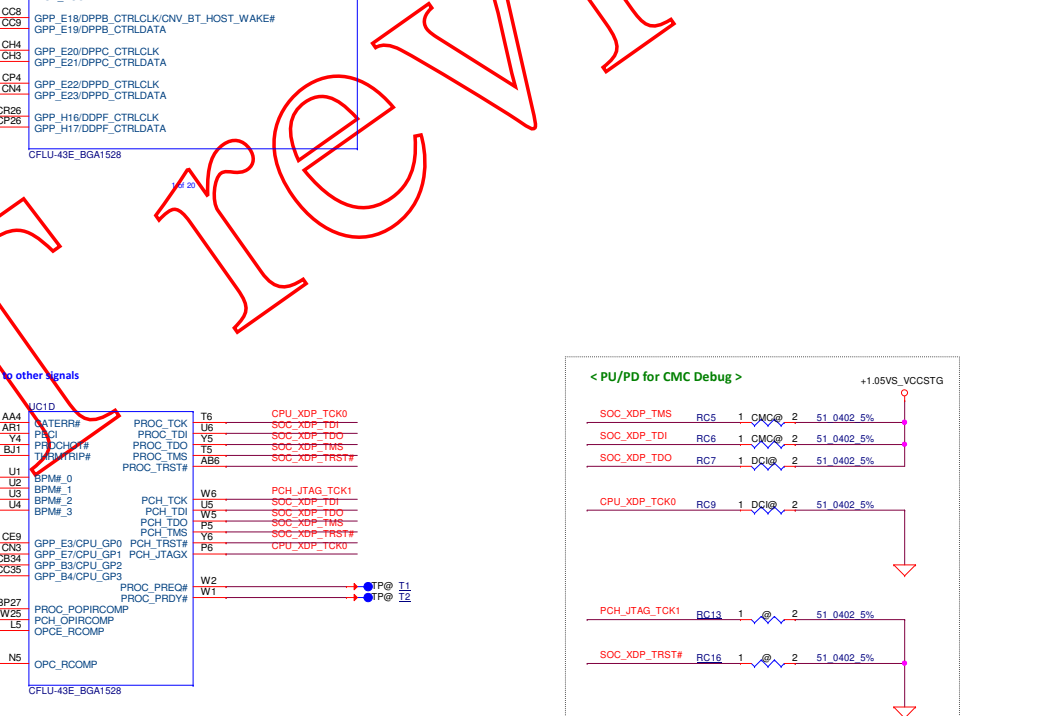 CC8 GPP_E18/DPPB_CTRLCLK/CNV_BT_HOST_WAKE#
CC9 GPP_E19/DPPB_CTRLDATA
CH4 GPP_E20/DPPC_CTRLCLK
CH3 GPP_E21/DPPC_CTRLDATA
CP4 GPP_E22/DPPD_CTRLCLK
CN4 GPP_E23/DPPD_CTRLDATA
CR26 GPP_H16/DDPF_CTRLCLK
CP26 GPP_H17/DDPF_CTRLDATA
CFLU-43E_BGA1528
1 of 20
rev
to other signals
UC1D
AA4 CATERR# PROC_TCK T6 CPU_XDP_TCK0
AR1 PECI PROC_TDI U6 SOC_XDP_TDI
Y4 PROCHOT# PROC_TDO Y5 SOC_XDP_TDO
BJ1 THRMTRIP# PROC_TMS T5 SOC_XDP_TMS
PROC_TRST# AB6 SOC_XDP_TRST#
U1 BPM#_0
U2 BPM#_1
U3 BPM#_2 PCH_TCK W6 PCH_JTAG_TCK1
U4 BPM#_3 PCH_TDI U5 SOC_XDP_TDI
PCH_TDO W5 SOC_XDP_TDO
PCH_TMS P5 SOC_XDP_TMS
CE9 GPP_E3/CPU_GP0 PCH_TRST# Y6 SOC_XDP_TRST#
CN3 GPP_E7/CPU_GP1 PCH_JTAGX P6 CPU_XDP_TCK0
CB34 GPP_B3/CPU_GP2
CC35 GPP_B4/CPU_GP3
PROC_PREQ# W2 TP@ T1
PROC_PRDY# W1 TP@ T2
BP27 PROC_POPIRCOMP
W25 PCH_OPIRCOMP
L5 OPCE_RCOMP
N5 OPC_RCOMP
CFLU-43E_BGA1528
< PU/PD for CMC Debug >
+1.05VS_VCCSTG
SOC_XDP_TMS RC5 1 CMC@ 2 51_0402_5%
SOC_XDP_TDI RC6 1 CMC@ 2 51_0402_5%
SOC_XDP_TDO RC7 1 DCI@ 2 51_0402_5%
CPU_XDP_TCK0 RC9 1 DCI@ 2 51_0402_5%
PCH_JTAG_TCK1 RC13 1 @ 2 51_0402_5%
SOC_XDP_TRST# RC16 1 @ 2 51_0402_5%